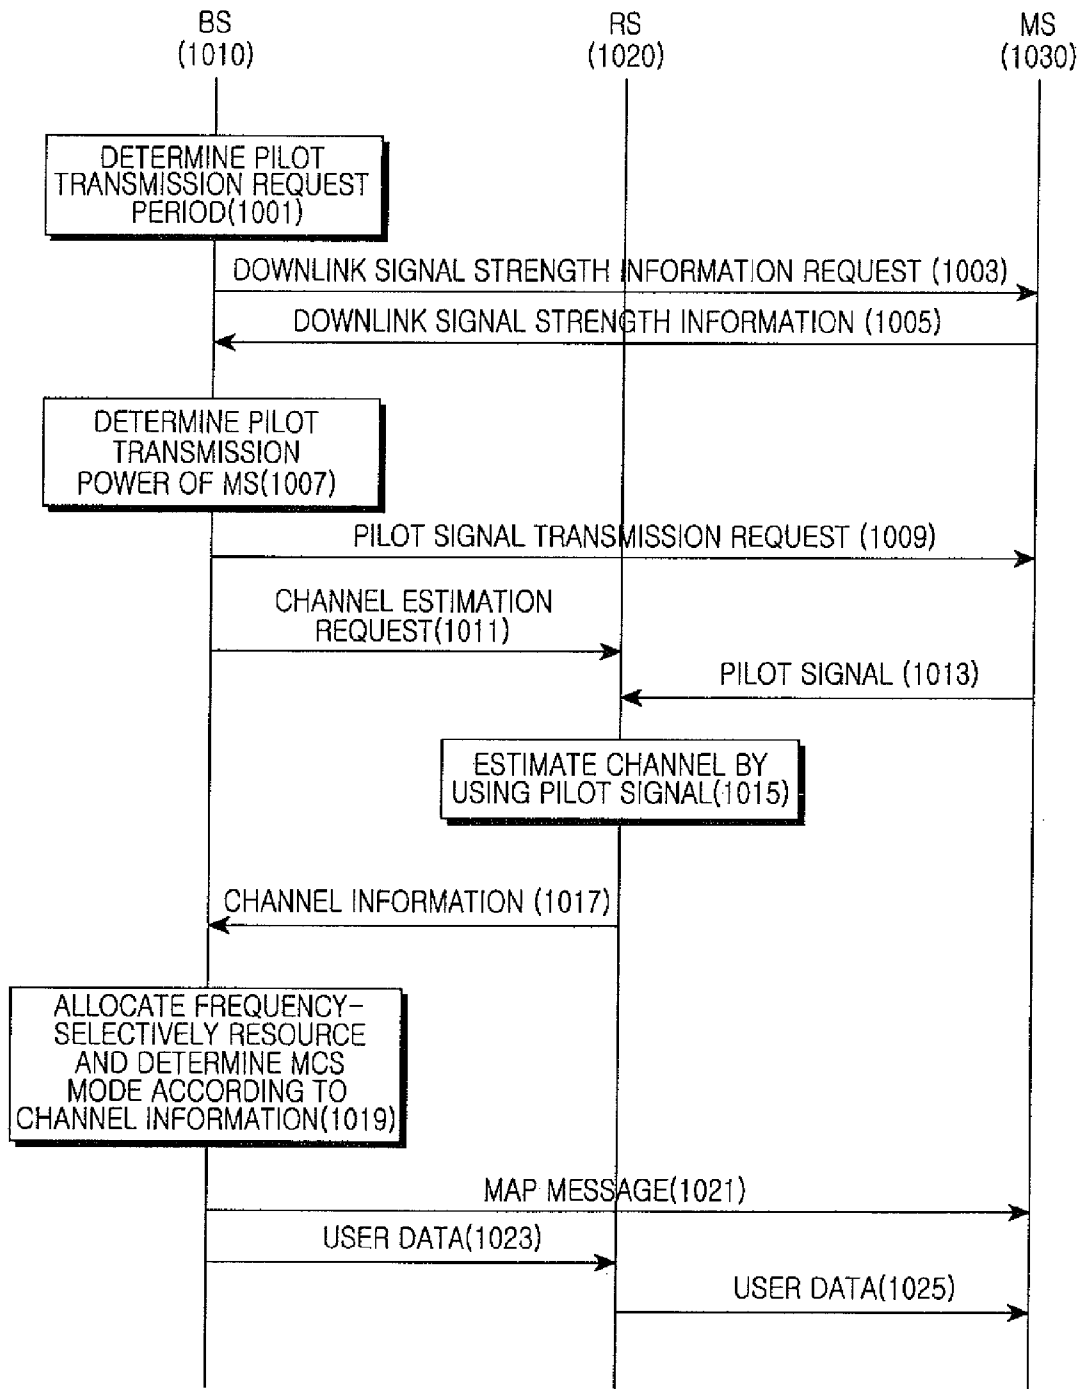 BS
(1010)
RS
(1020)
MS
(1030)
DETERMINE PILOT
TRANSMISSION REQUEST
PERIOD(1001)
DOWNLINK SIGNAL STRENGTH INFORMATION REQUEST (1003)
DOWNLINK SIGNAL STRENGTH INFORMATION (1005)
DETERMINE PILOT
TRANSMISSION
POWER OF MS(1007)
PILOT SIGNAL TRANSMISSION REQUEST (1009)
CHANNEL ESTIMATION
REQUEST(1011)
PILOT SIGNAL (1013)
ESTIMATE CHANNEL BY
USING PILOT SIGNAL(1015)
CHANNEL INFORMATION (1017)
ALLOCATE FREQUENCY-
SELECTIVELY RESOURCE
AND DETERMINE MCS
MODE ACCORDING TO
CHANNEL INFORMATION(1019)
MAP MESSAGE(1021)
USER DATA(1023)
USER DATA(1025)